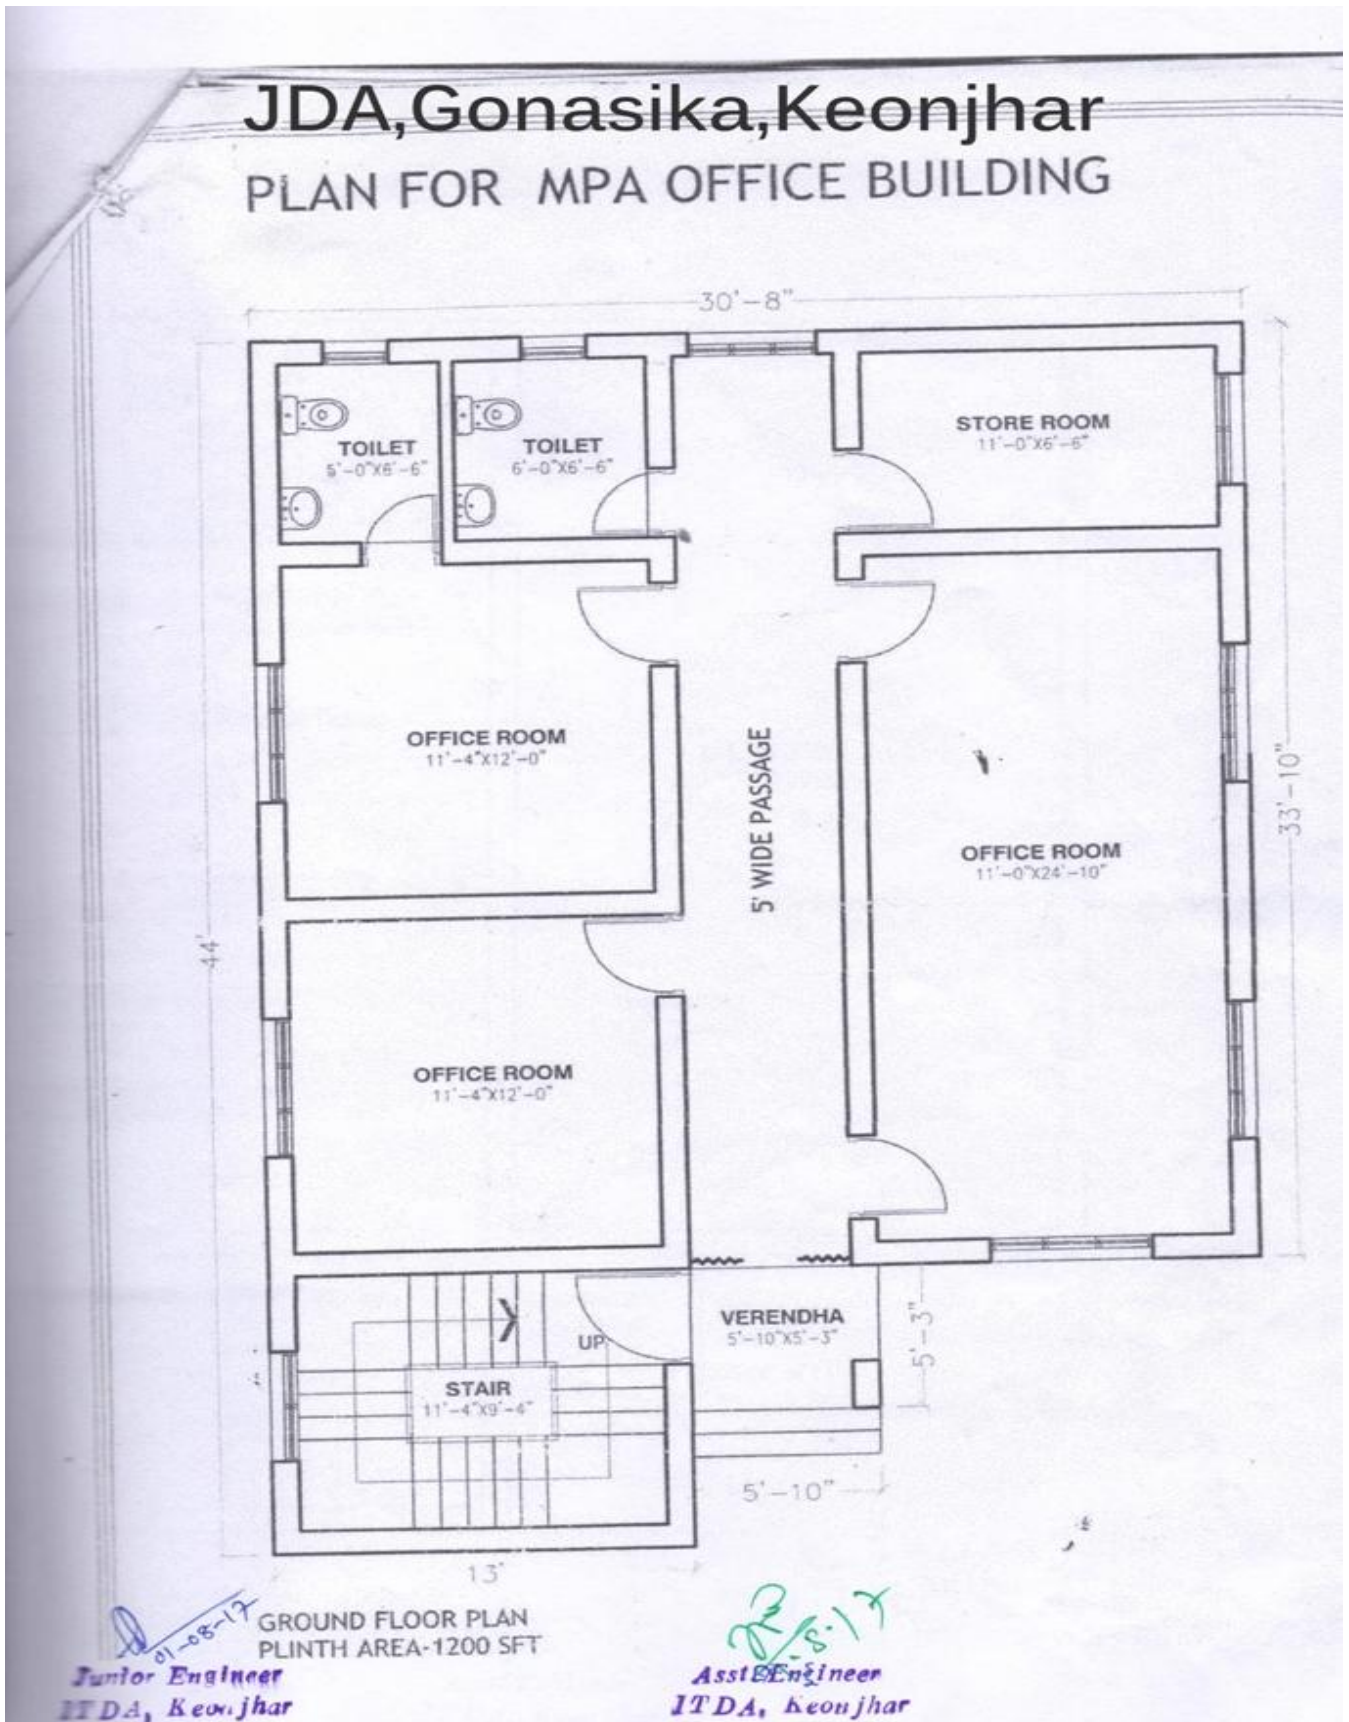 JDA,Gonasika,Keonjhar
PLAN FOR MPA OFFICE BUILDING
30'-8"
STORE ROOM
11'-0"X6'-6"
TOILET
5'-0"X6'-6"
TOILET
6'-0"X6'-6"
OFFICE ROOM
11'-4"X12'-0"
5' WIDE PASSAGE
33'-10"
OFFICE ROOM
11'-0"X24'-10"
44'
OFFICE ROOM
11'-4"X12'-0"
VERENDHA
5'-10"X5'-3"
5'-3"
UP
STAIR
11'-4"X9'-4"
5'-10"
13'
01-08-17
GROUND FLOOR PLAN
PLINTH AREA-1200 SFT
Junior Engineer
ITDA, Keonjhar
Asst. Engineer
ITDA, Keonjhar